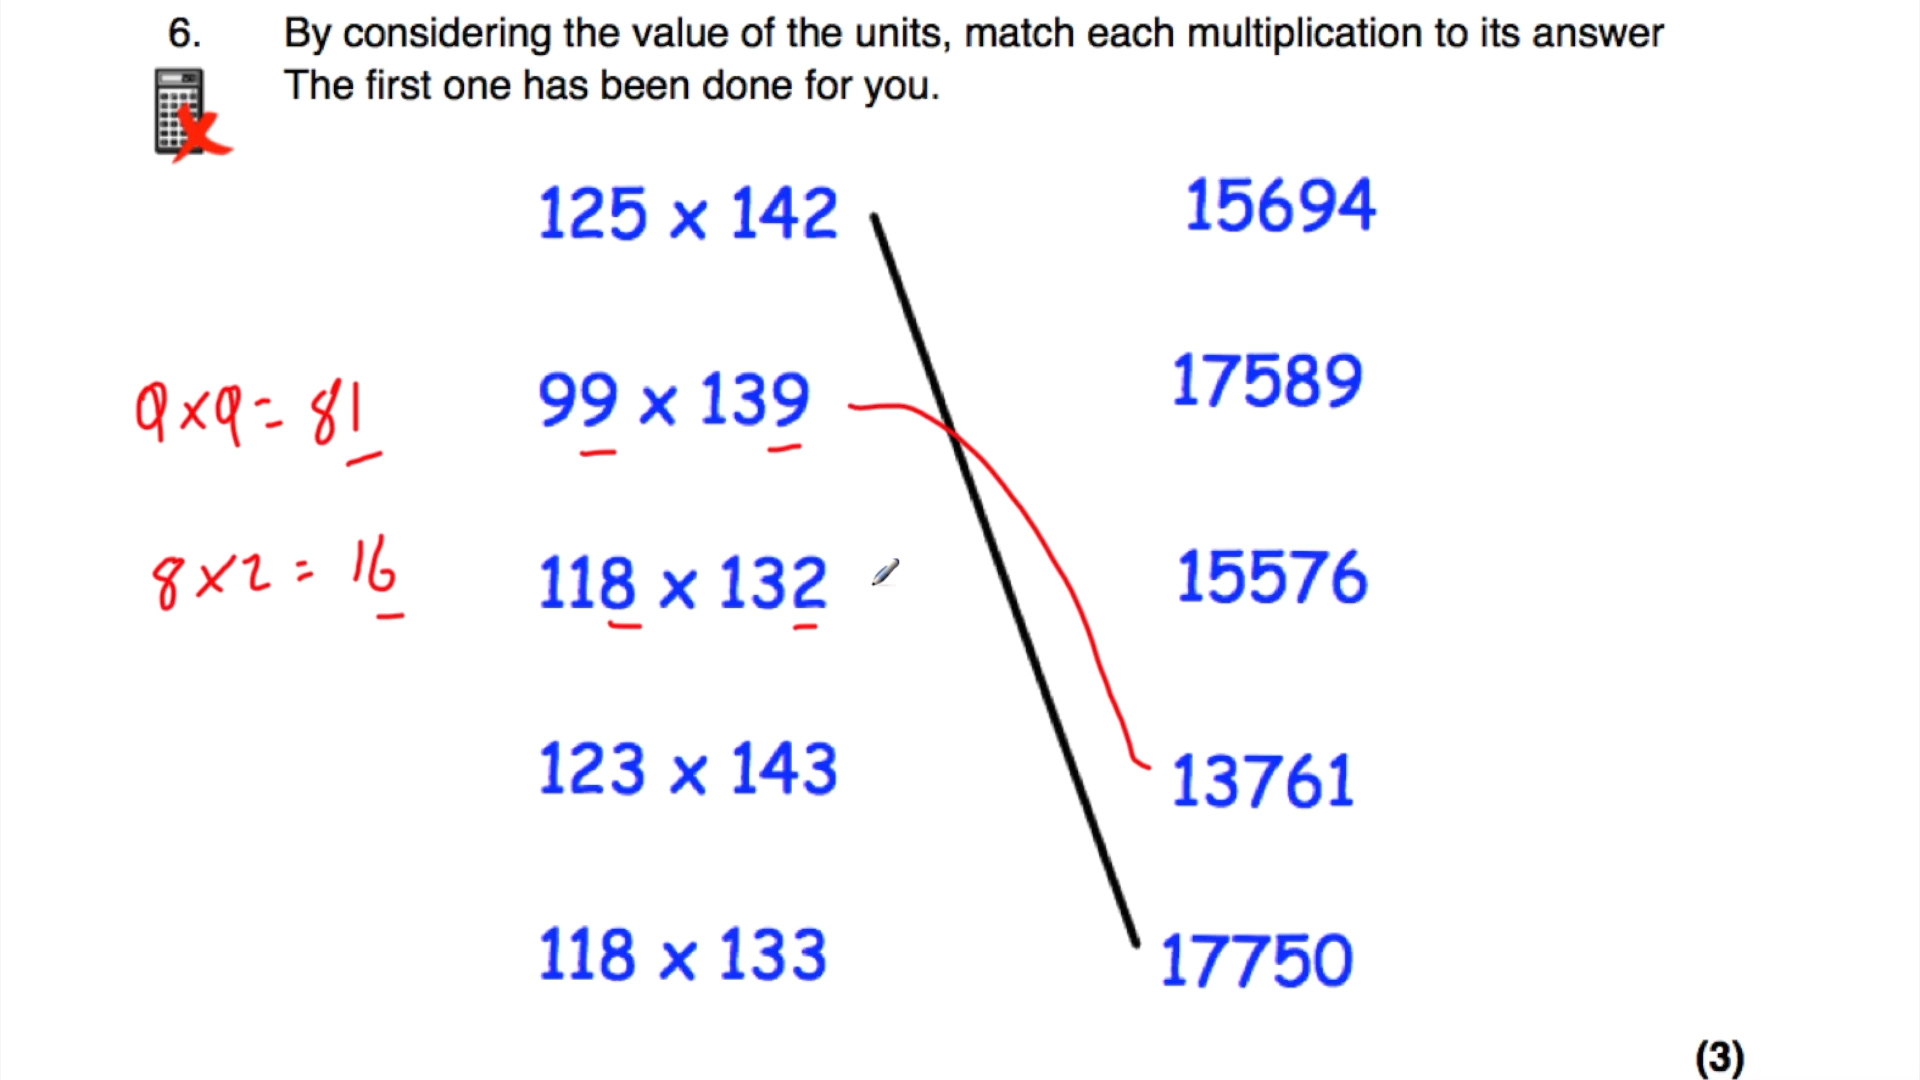 6. By considering the value of the units, match each multiplication to its answer
The first one has been done for you.
125 x 142 15694
9x9= 81 99 x 139 17589
8x2 = 16 118 x 132 15576
123 x 143 13761
118 x 133 17750
(3)